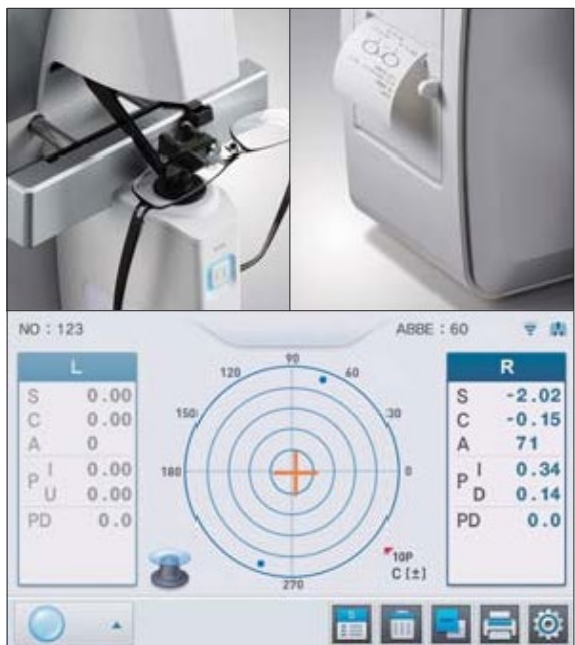 NO : 123
ABBE : 60
L
S 0.00
C 0.00
A 0
P I 0.00
U 0.00
PD 0.0
90
120
60
150
30
180
0
270
10P
C [±]
R
S -2.02
C -0.15
A 71
P I 0.34
D 0.14
PD 0.0